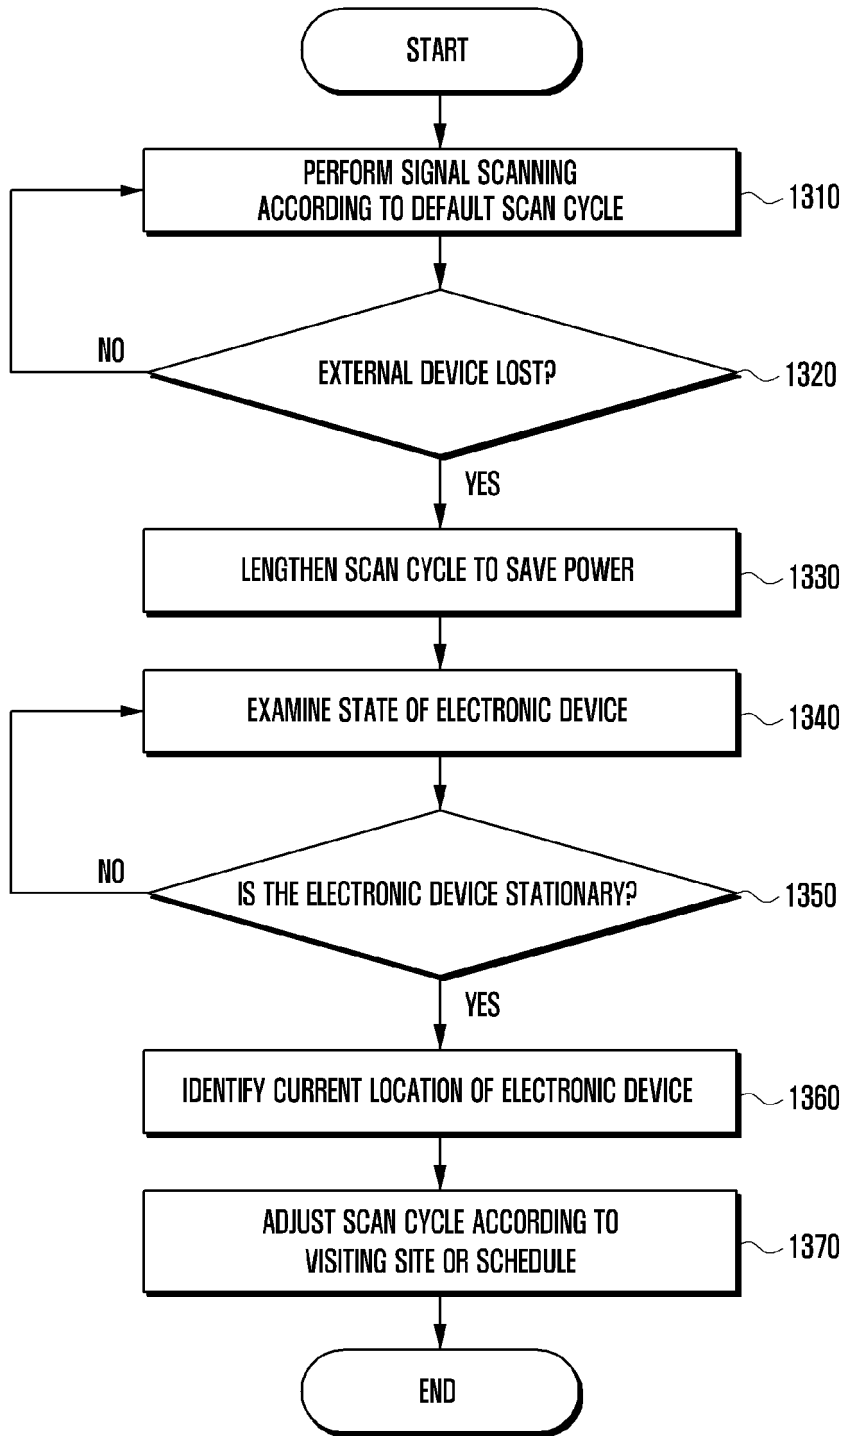 START
PERFORM SIGNAL SCANNING
ACCORDING TO DEFAULT SCAN CYCLE
1310
NO
EXTERNAL DEVICE LOST?
1320
YES
LENGTHEN SCAN CYCLE TO SAVE POWER
1330
EXAMINE STATE OF ELECTRONIC DEVICE
1340
NO
IS THE ELECTRONIC DEVICE STATIONARY?
1350
YES
IDENTIFY CURRENT LOCATION OF ELECTRONIC DEVICE
1360
ADJUST SCAN CYCLE ACCORDING TO
VISITING SITE OR SCHEDULE
1370
END